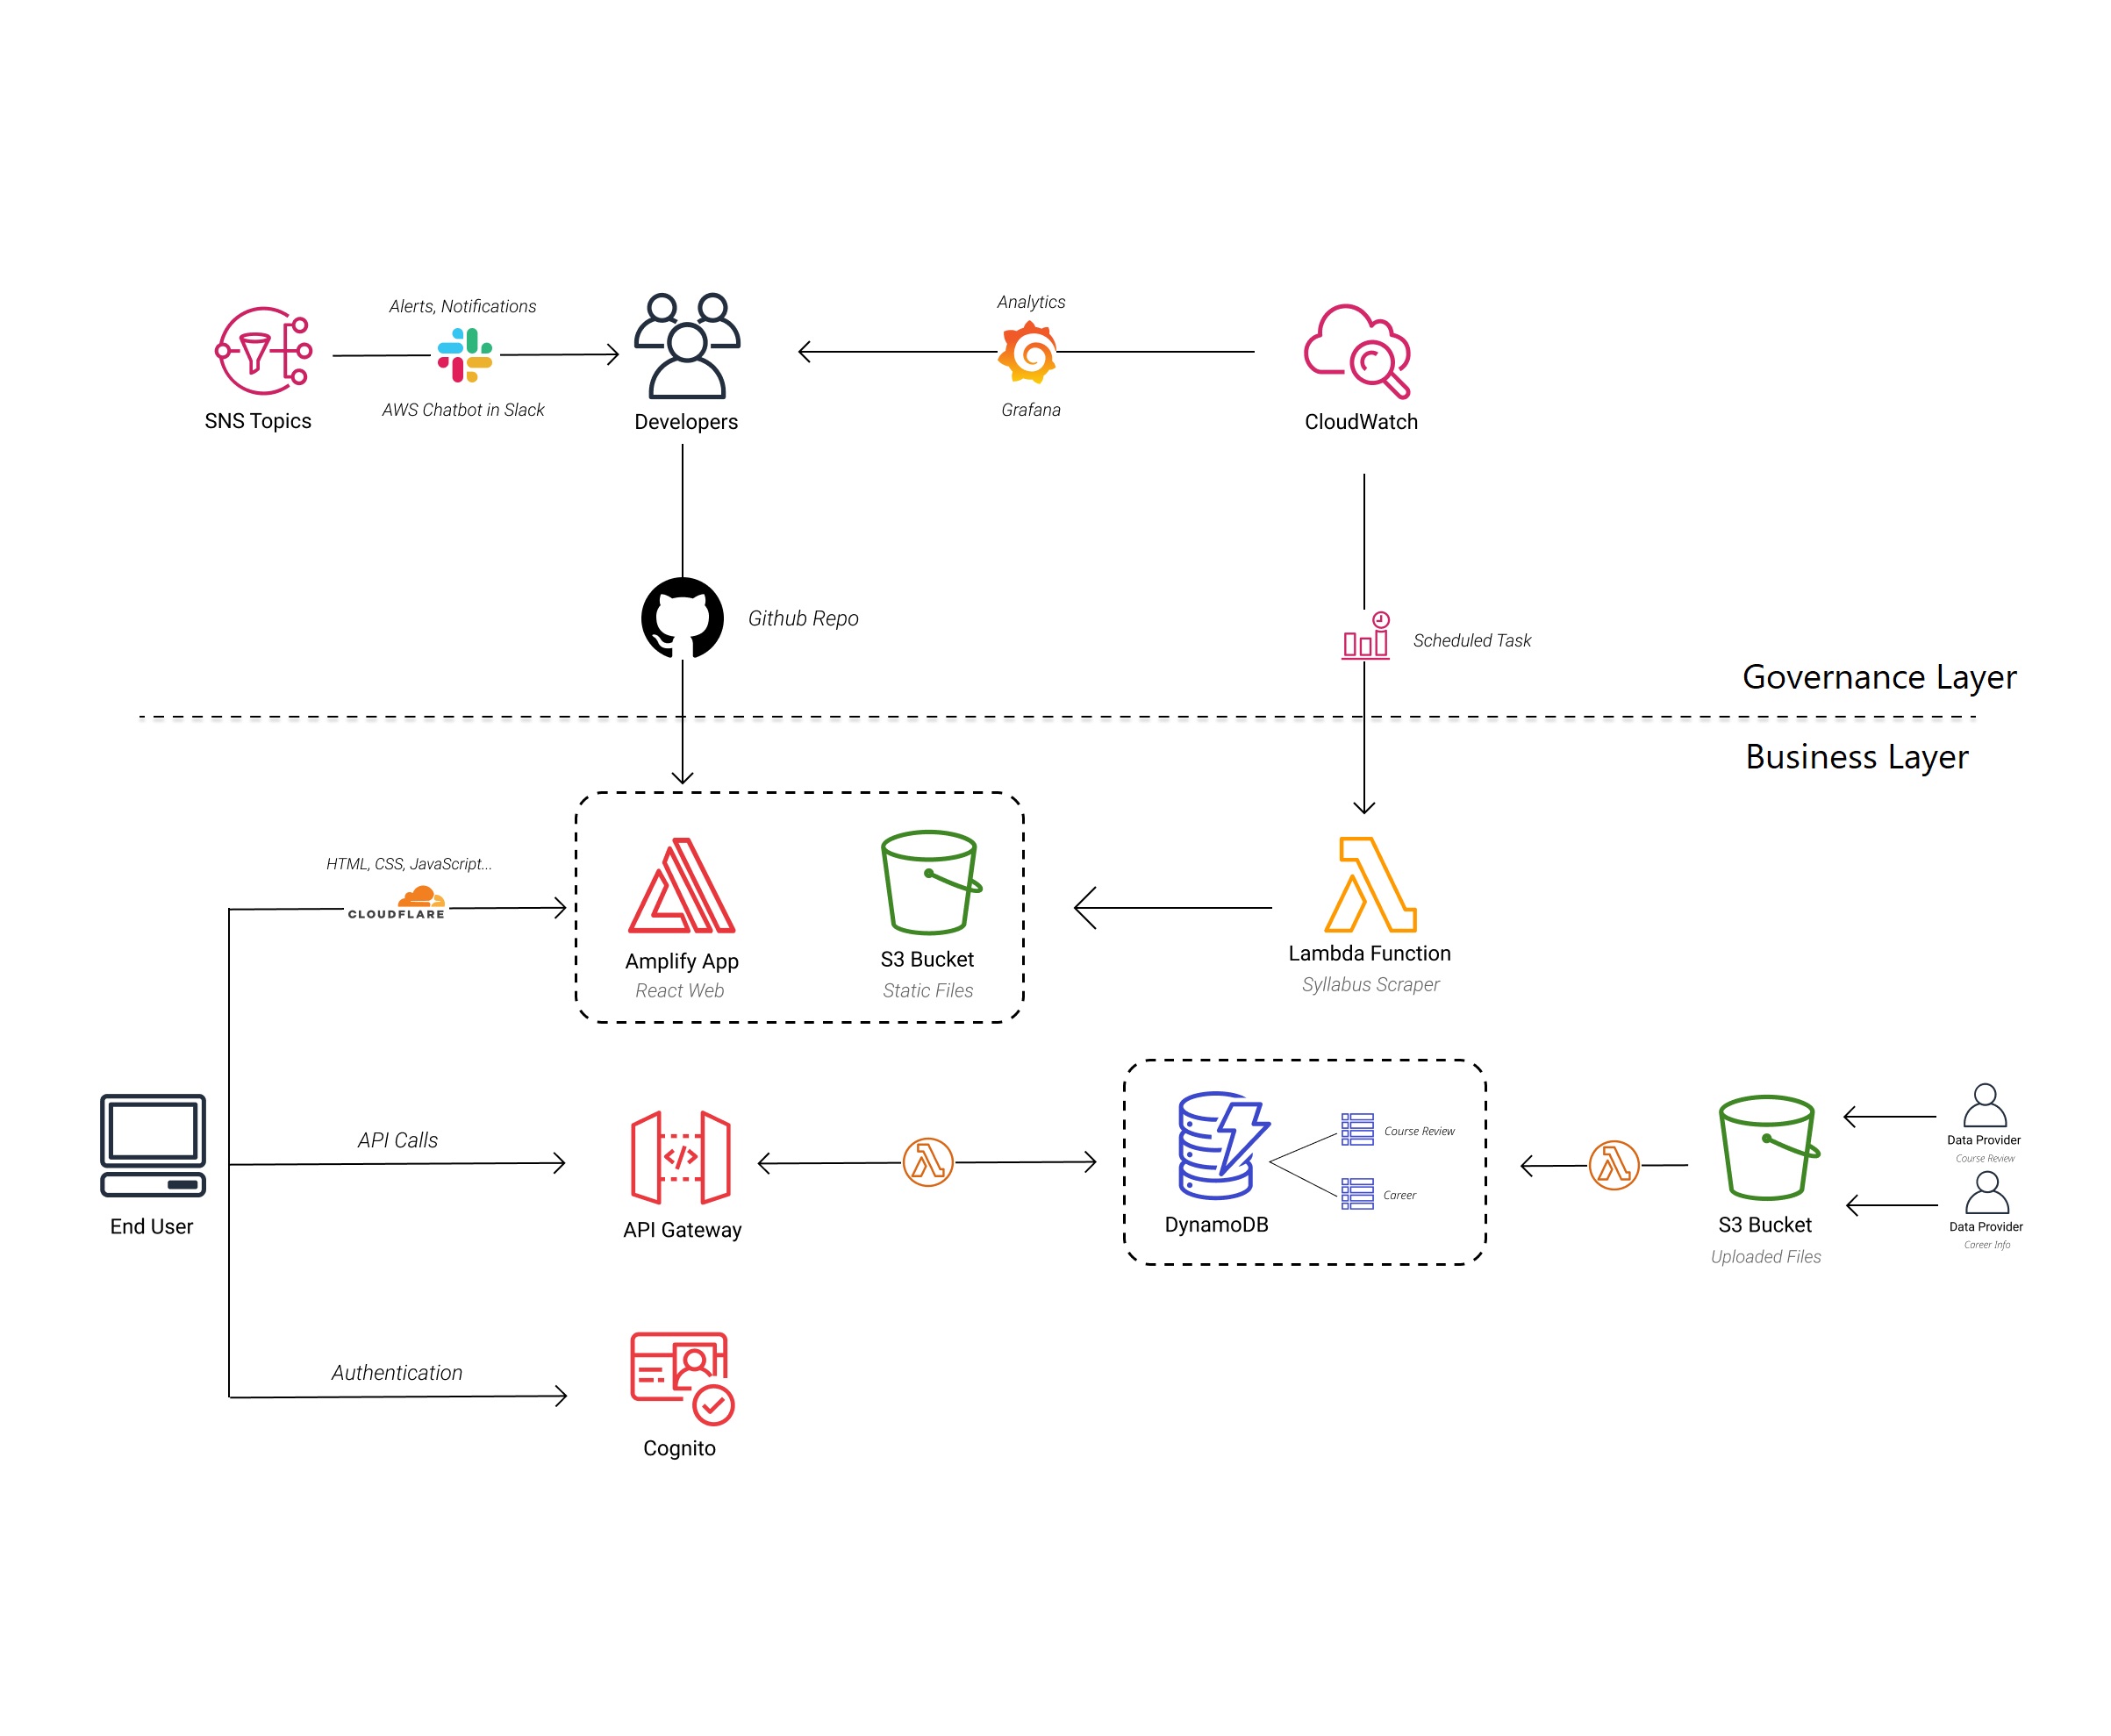 Alerts, Notifications
AWS Chatbot in Slack
SNS Topics
Developers
Analytics
Grafana
CloudWatch
Github Repo
Scheduled Task
Governance Layer
Business Layer
HTML, CSS, JavaScript...
CLOUDFLARE
Amplify App
React Web
S3 Bucket
Static Files
Lambda Function
Syllabus Scraper
End User
API Calls
API Gateway
DynamoDB
Course Review
Career
S3 Bucket
Uploaded Files
Data Provider
Course Review
Data Provider
Career Info
Authentication
Cognito